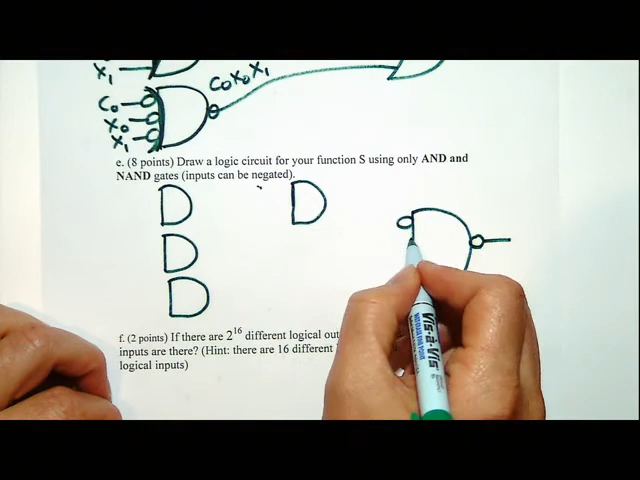 X₁
C₀X₀X₁
C₀
X₀
X₁
e. (8 points) Draw a logic circuit for your function S using only AND and
NAND gates (inputs can be negated).
f. (2 points) If there are 2¹⁶ different logical out
inputs are there? (Hint: there are 16 different
logical inputs)
Vis-à-Vis